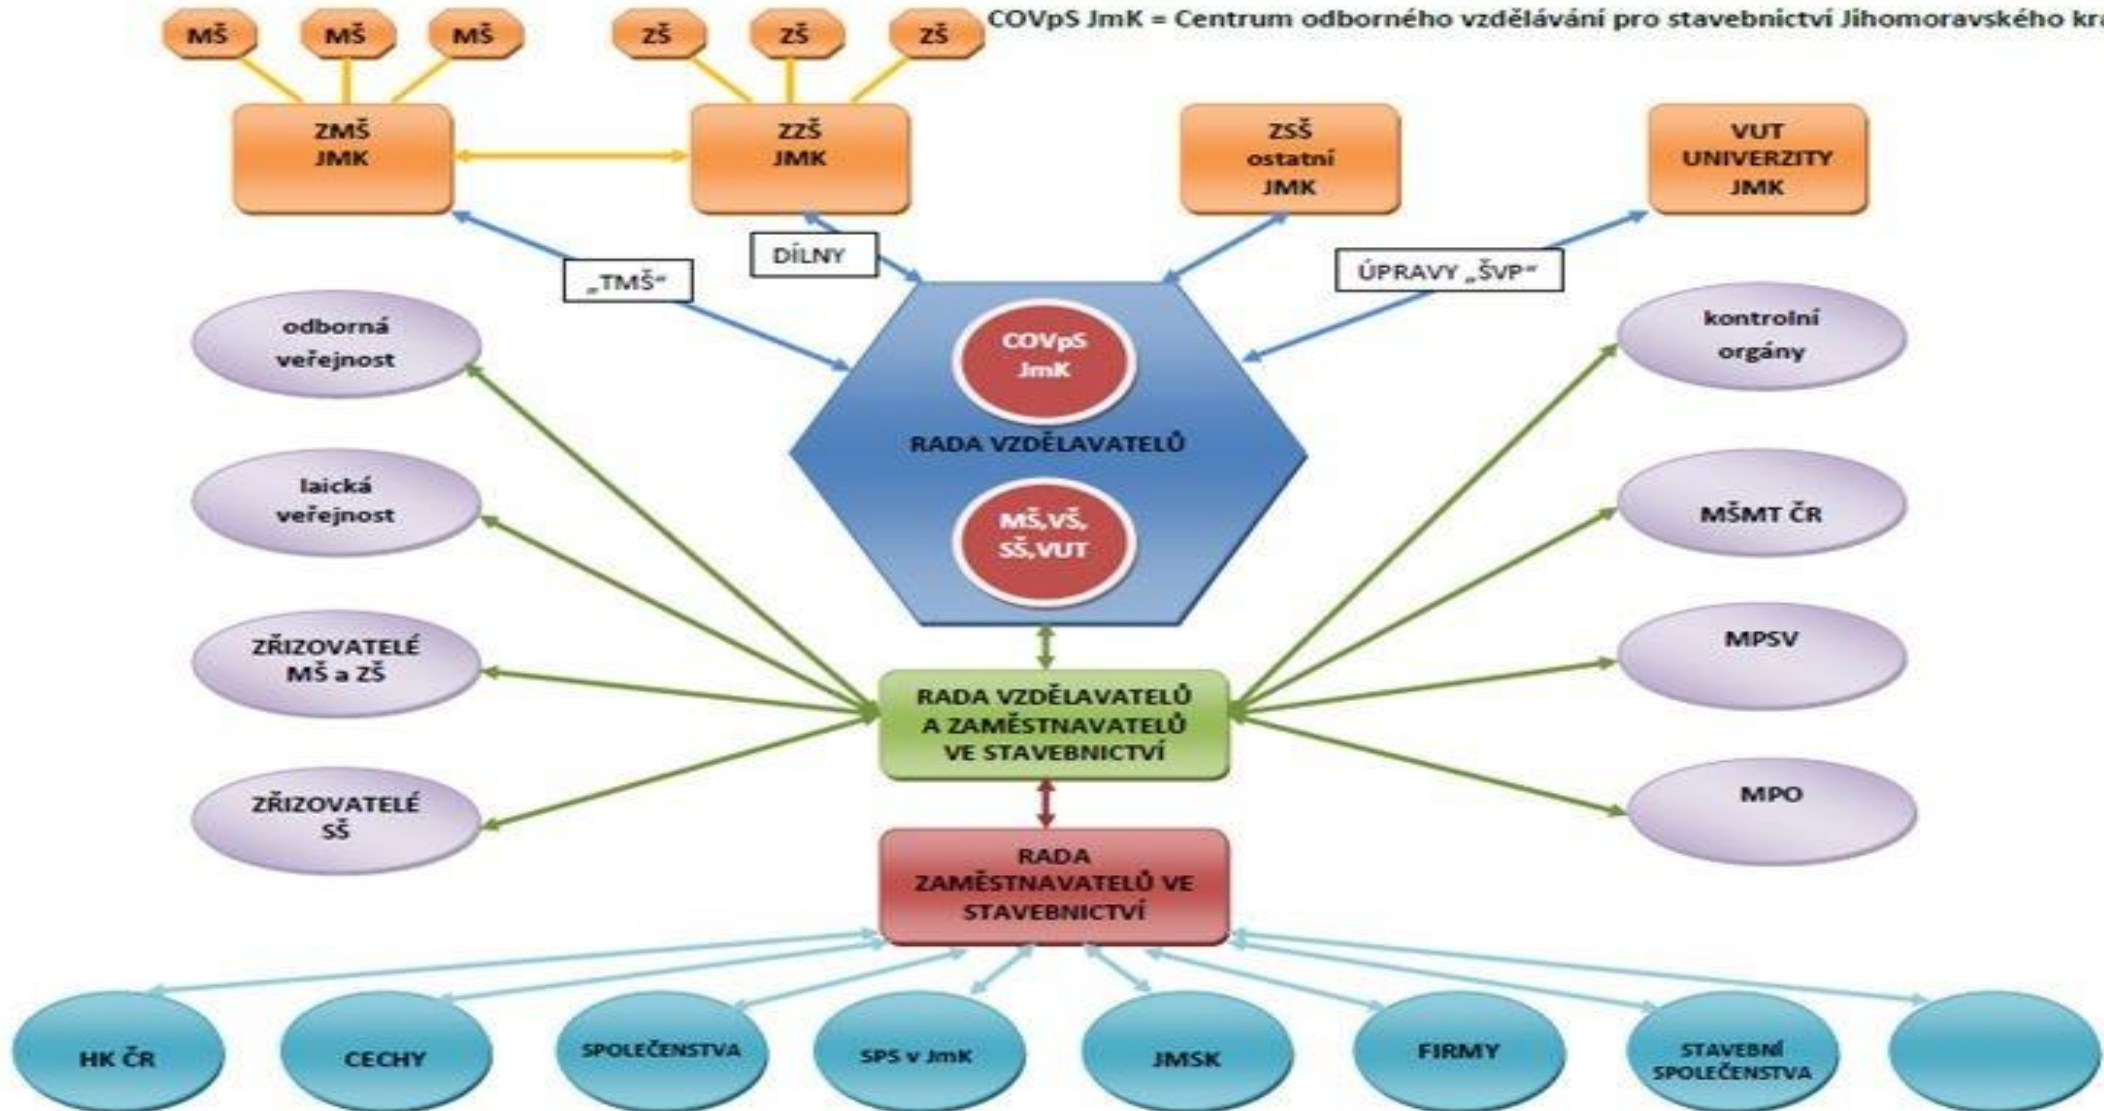 COVpS JmK = Centrum odborného vzdělávání pro stavebnictví Jihomoravského
MŠ
MŠ
MŠ
ZŠ
ZŠ
ZŠ
ZMŠ
JMK
ZZŠ
JMK
ZSŠ
ostatní
JMK
VUT
UNIVERZITY
JMK
„TMŠ“
DÍLNY
ÚPRAVY „ŠVP“
odborná
veřejnost
laická
veřejnost
ZŘIZOVATELÉ
MŠ a ZŠ
ZŘIZOVATELÉ
SŠ
COVpS
JmK
RADA VZDĚLAVATELŮ
MŠ,VŠ,
SŠ,VUT
kontrolní
orgány
MŠMT ČR
MPSV
MPO
RADA VZDĚLAVATELŮ
A ZAMĚSTNAVATELŮ
VE STAVEBNICTVÍ
RADA
ZAMĚSTNAVATELŮ VE
STAVEBNICTVÍ
HK ČR
CECHY
SPOLEČENSTVA
SPS v JmK
JMSK
FIRMY
STAVEBNÍ
SPOLEČENSTVA